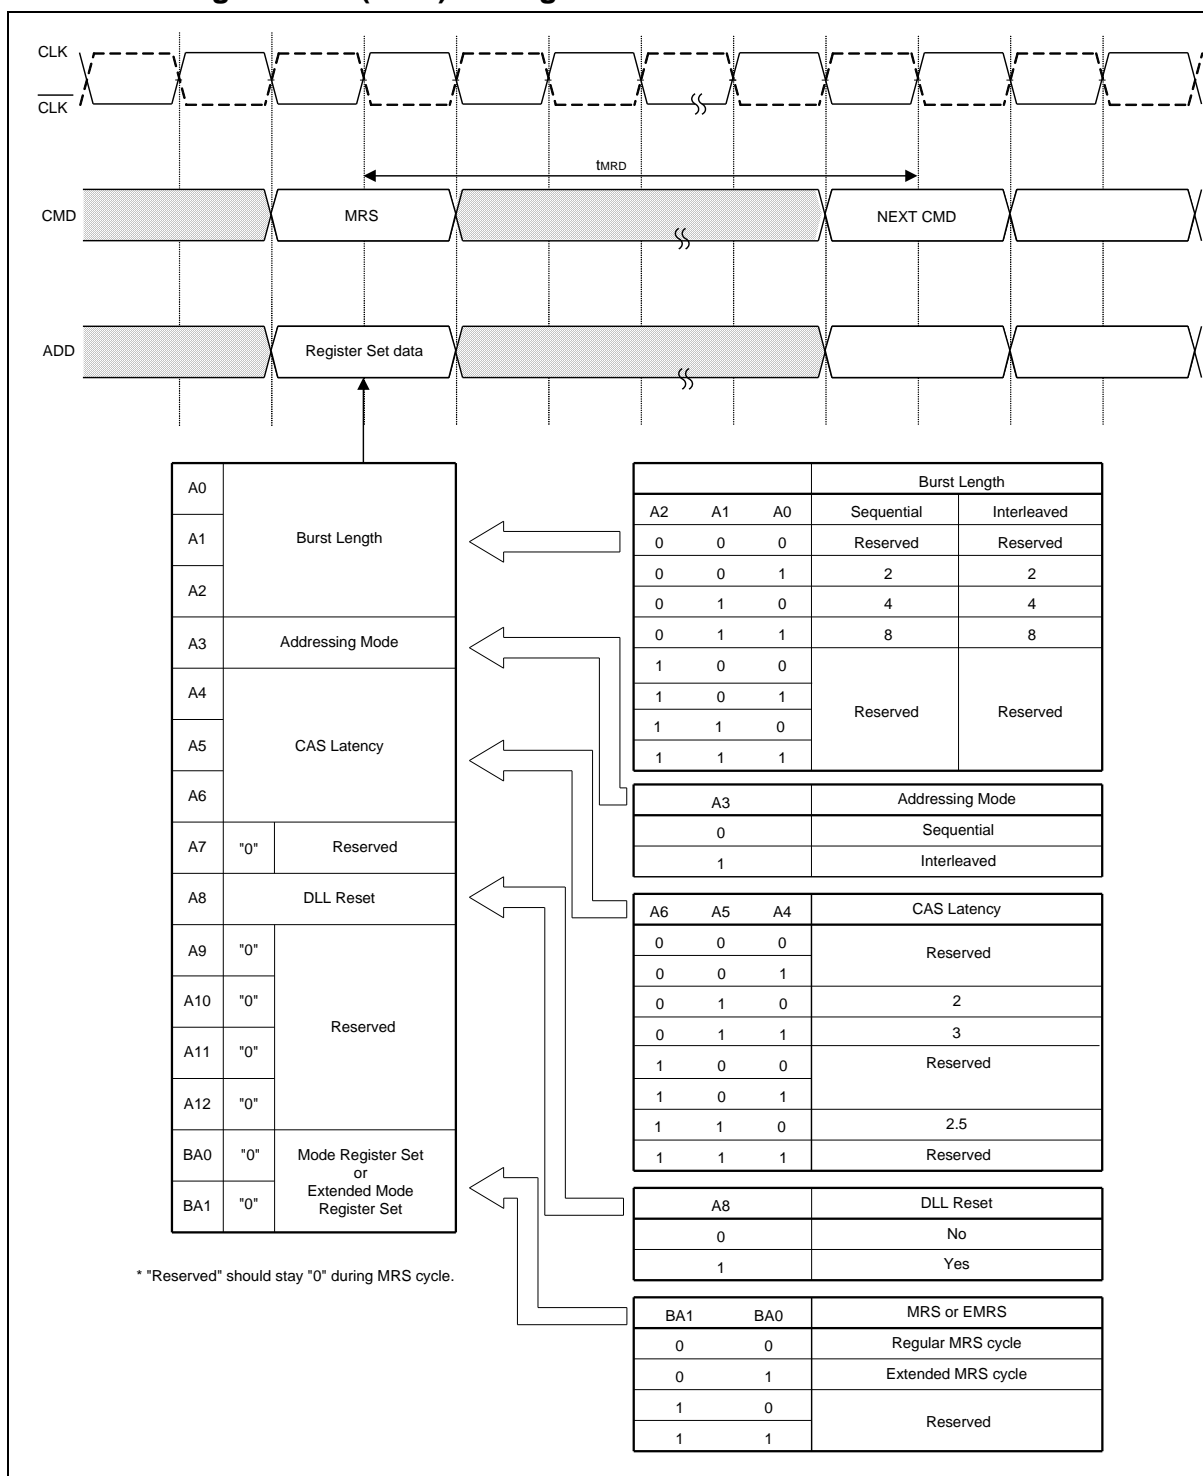 CLK
CLK
tMRD
CMD
MRS
NEXT CMD
ADD
Register Set data
A0
A1 Burst Length
A2
A3 Addressing Mode
A4
A5 CAS Latency
A6
A7 "0" Reserved
A8 DLL Reset
A9 "0"
A10 "0"
Reserved
A11 "0"
A12 "0"
BA0 "0" Mode Register Set
or
Extended Mode
BA1 "0" Register Set
* "Reserved" should stay "0" during MRS cycle.
Burst Length
A2 A1 A0 Sequential Interleaved
0 0 0 Reserved Reserved
0 0 1 2 2
0 1 0 4 4
0 1 1 8 8
1 0 0
1 0 1
Reserved Reserved
1 1 0
1 1 1
A3 Addressing Mode
0 Sequential
1 Interleaved
A6 A5 A4 CAS Latency
0 0 0
Reserved
0 0 1
0 1 0 2
0 1 1 3
1 0 0 Reserved
1 0 1
1 1 0 2.5
1 1 1 Reserved
A8 DLL Reset
0 No
1 Yes
BA1 BA0 MRS or EMRS
0 0 Regular MRS cycle
0 1 Extended MRS cycle
1 0
Reserved
1 1